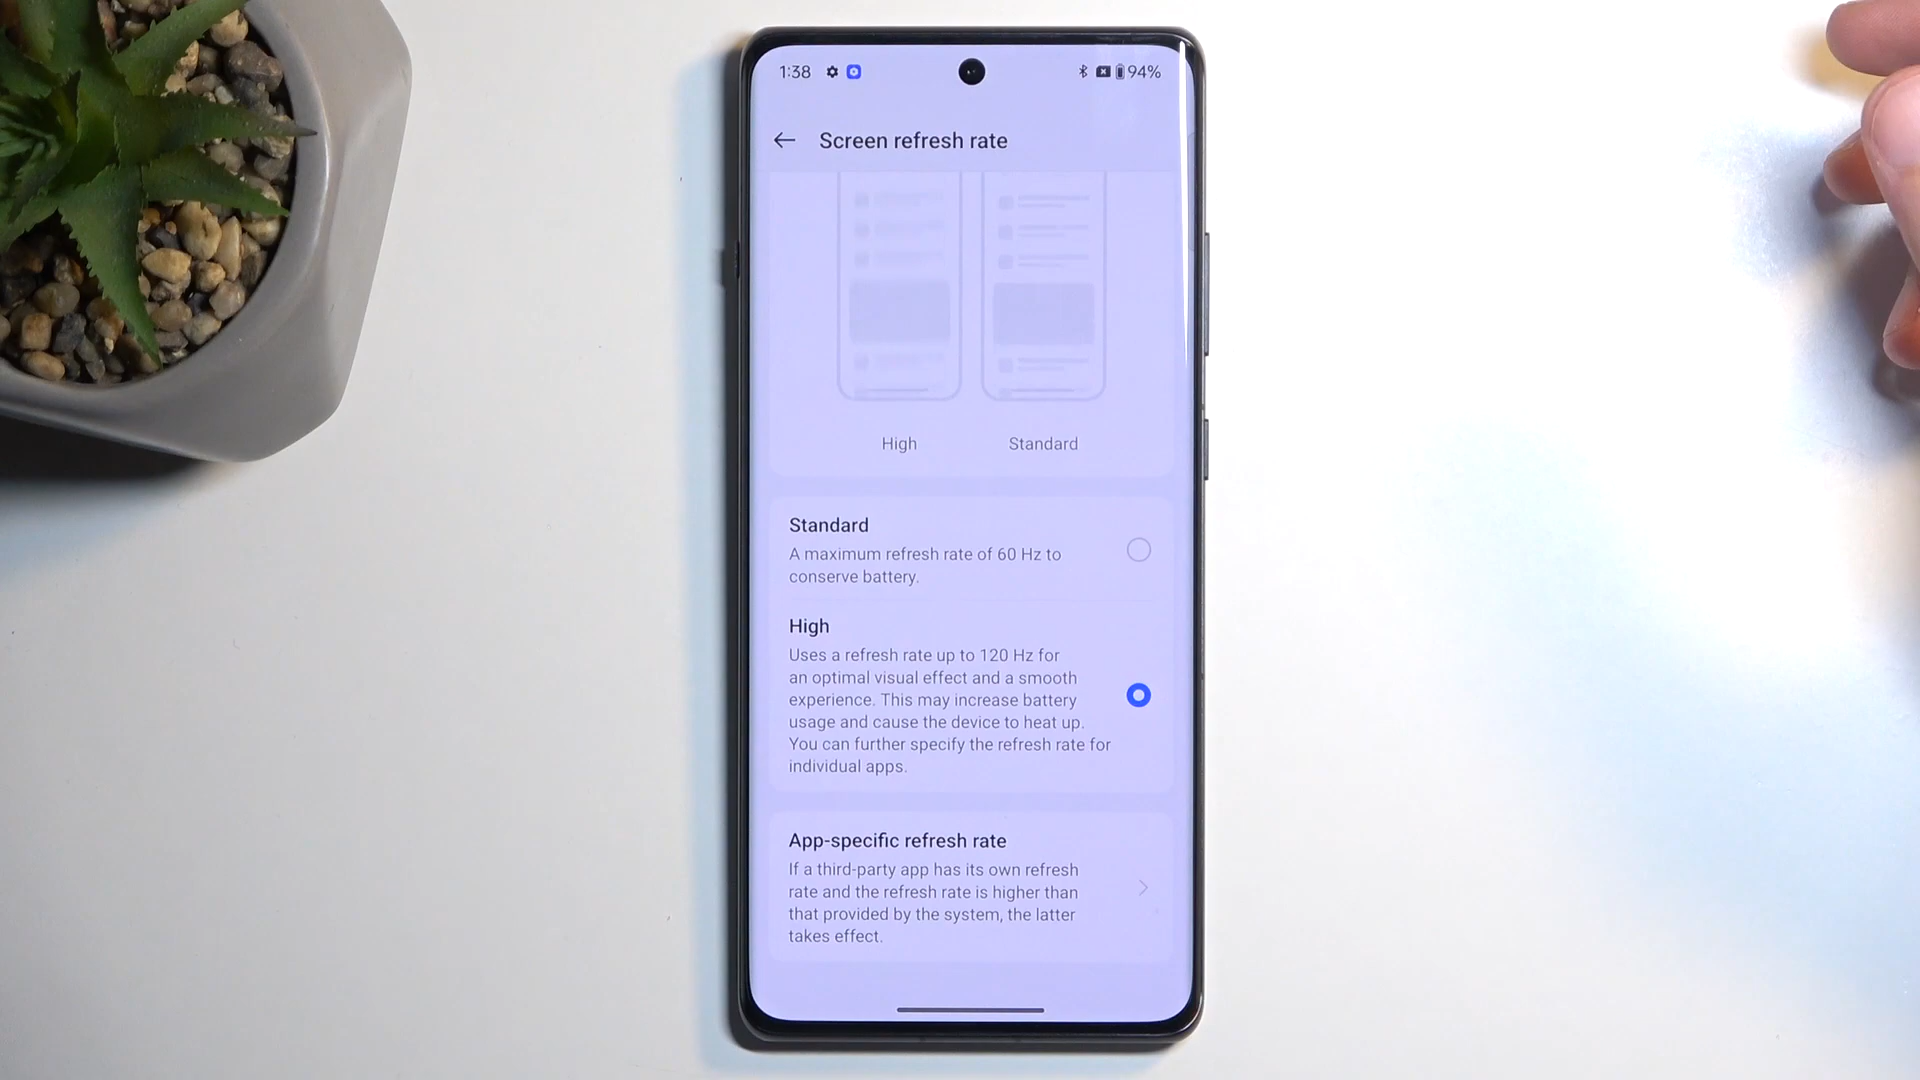 1:38 94%
Screen refresh rate
High Standard
Standard
A maximum refresh rate of 60 Hz to
conserve battery.
High
Uses a refresh rate up to 120 Hz for
an optimal visual effect and a smooth
experience. This may increase battery
usage and cause the device to heat up.
You can further specify the refresh rate for
individual apps.
App-specific refresh rate
If a third-party app has its own refresh
rate and the refresh rate is higher than
that provided by the system, the latter
takes effect.